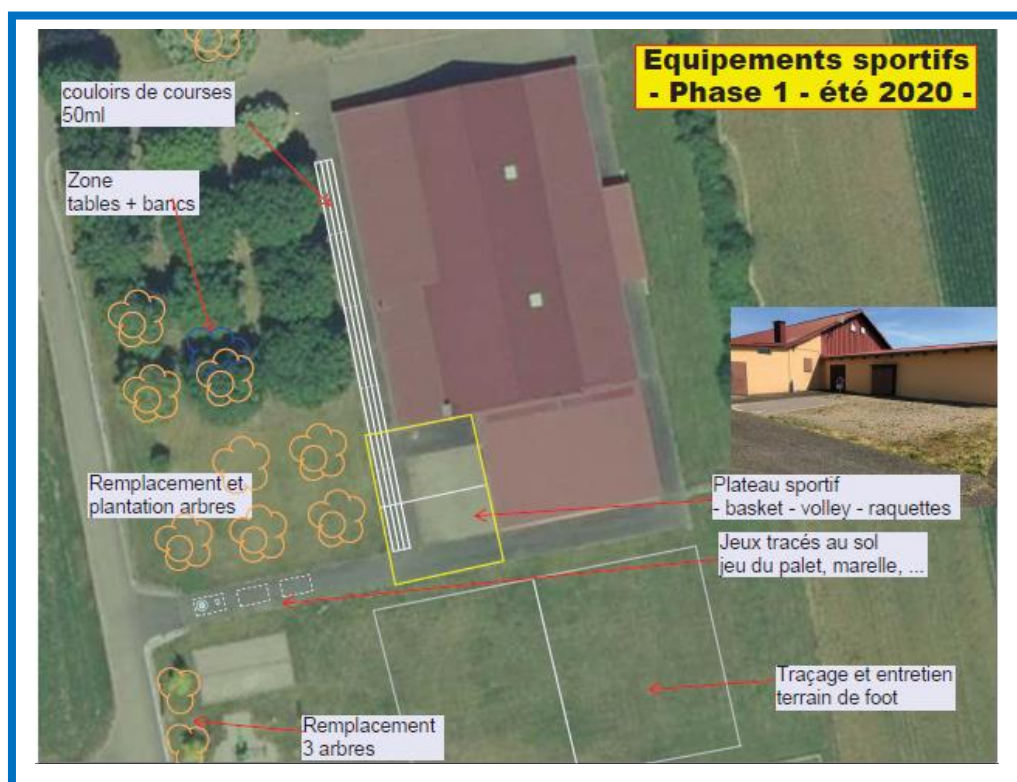 Equipements sportifs
- Phase 1 - été 2020 -
couloirs de courses
50ml
Zone
tables + bancs
Remplacement et
plantation arbres
Plateau sportif
- basket - volley - raquettes
Jeux tracés au sol
jeu du palet, marelle, ...
Traçage et entretien
terrain de foot
Remplacement
3 arbres